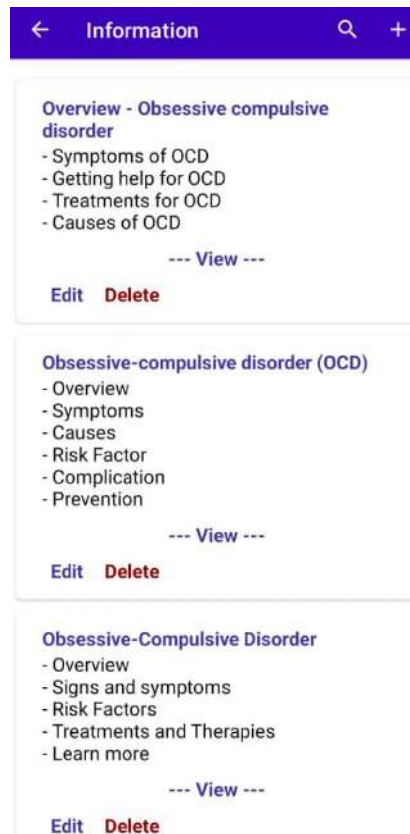 Information
Overview - Obsessive compulsive
disorder
- Symptoms of OCD
- Getting help for OCD
- Treatments for OCD
- Causes of OCD
--- View ---
Edit Delete
Obsessive-compulsive disorder (OCD)
- Overview
- Symptoms
- Causes
- Risk Factor
- Complication
- Prevention
--- View ---
Edit Delete
Obsessive-Compulsive Disorder
- Overview
- Signs and symptoms
- Risk Factors
- Treatments and Therapies
- Learn more
--- View ---
Edit Delete